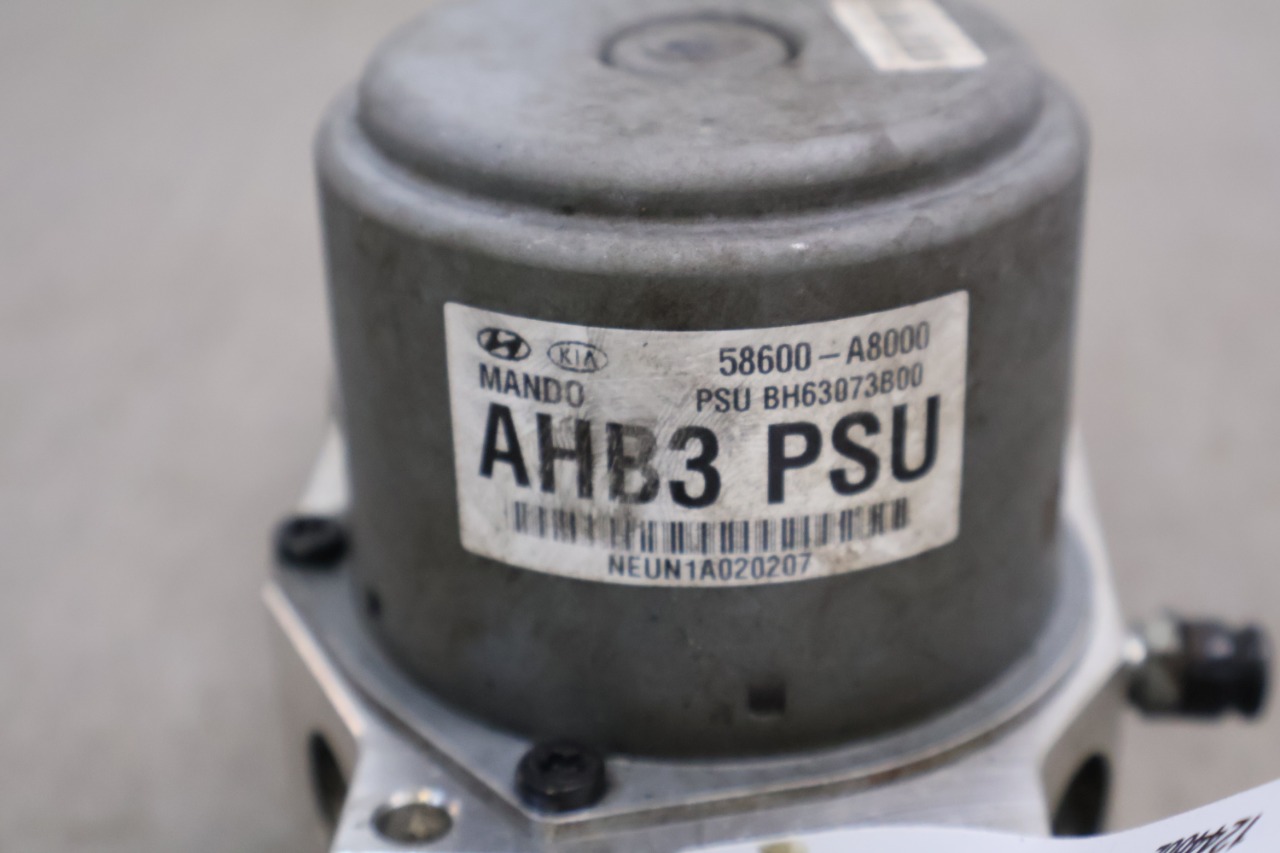 KIA 58600-A8000
MANDO PSU BH63073B00
AHB3 PSU
NEUN1A020207